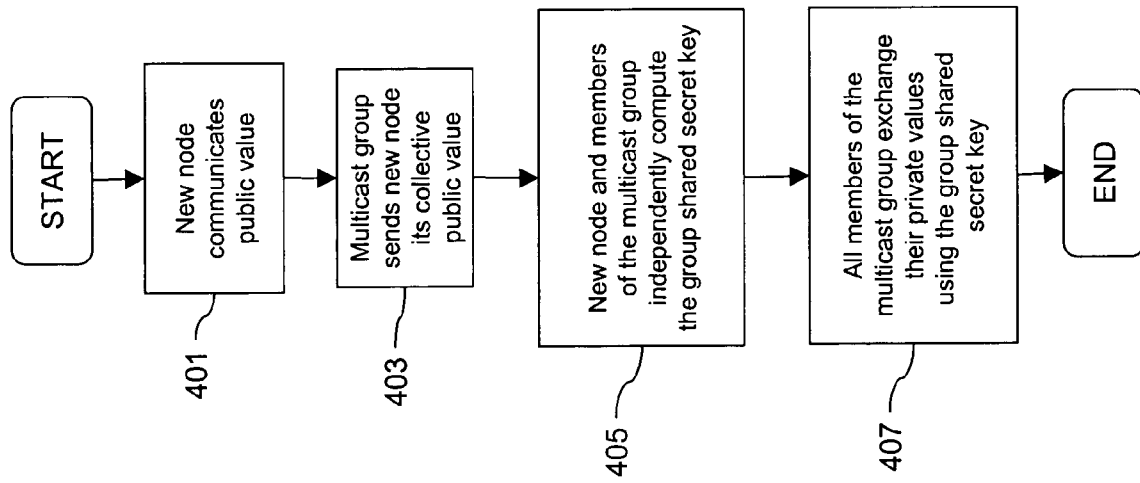 START
New node
communicates
public value
401
Multicast group
sends new node
its collective
public value
403
New node and members
of the multicast group
independently compute
the group shared secret key
405
All members of the
multicast group exchange
their private values
using the group shared
secret key
407
END